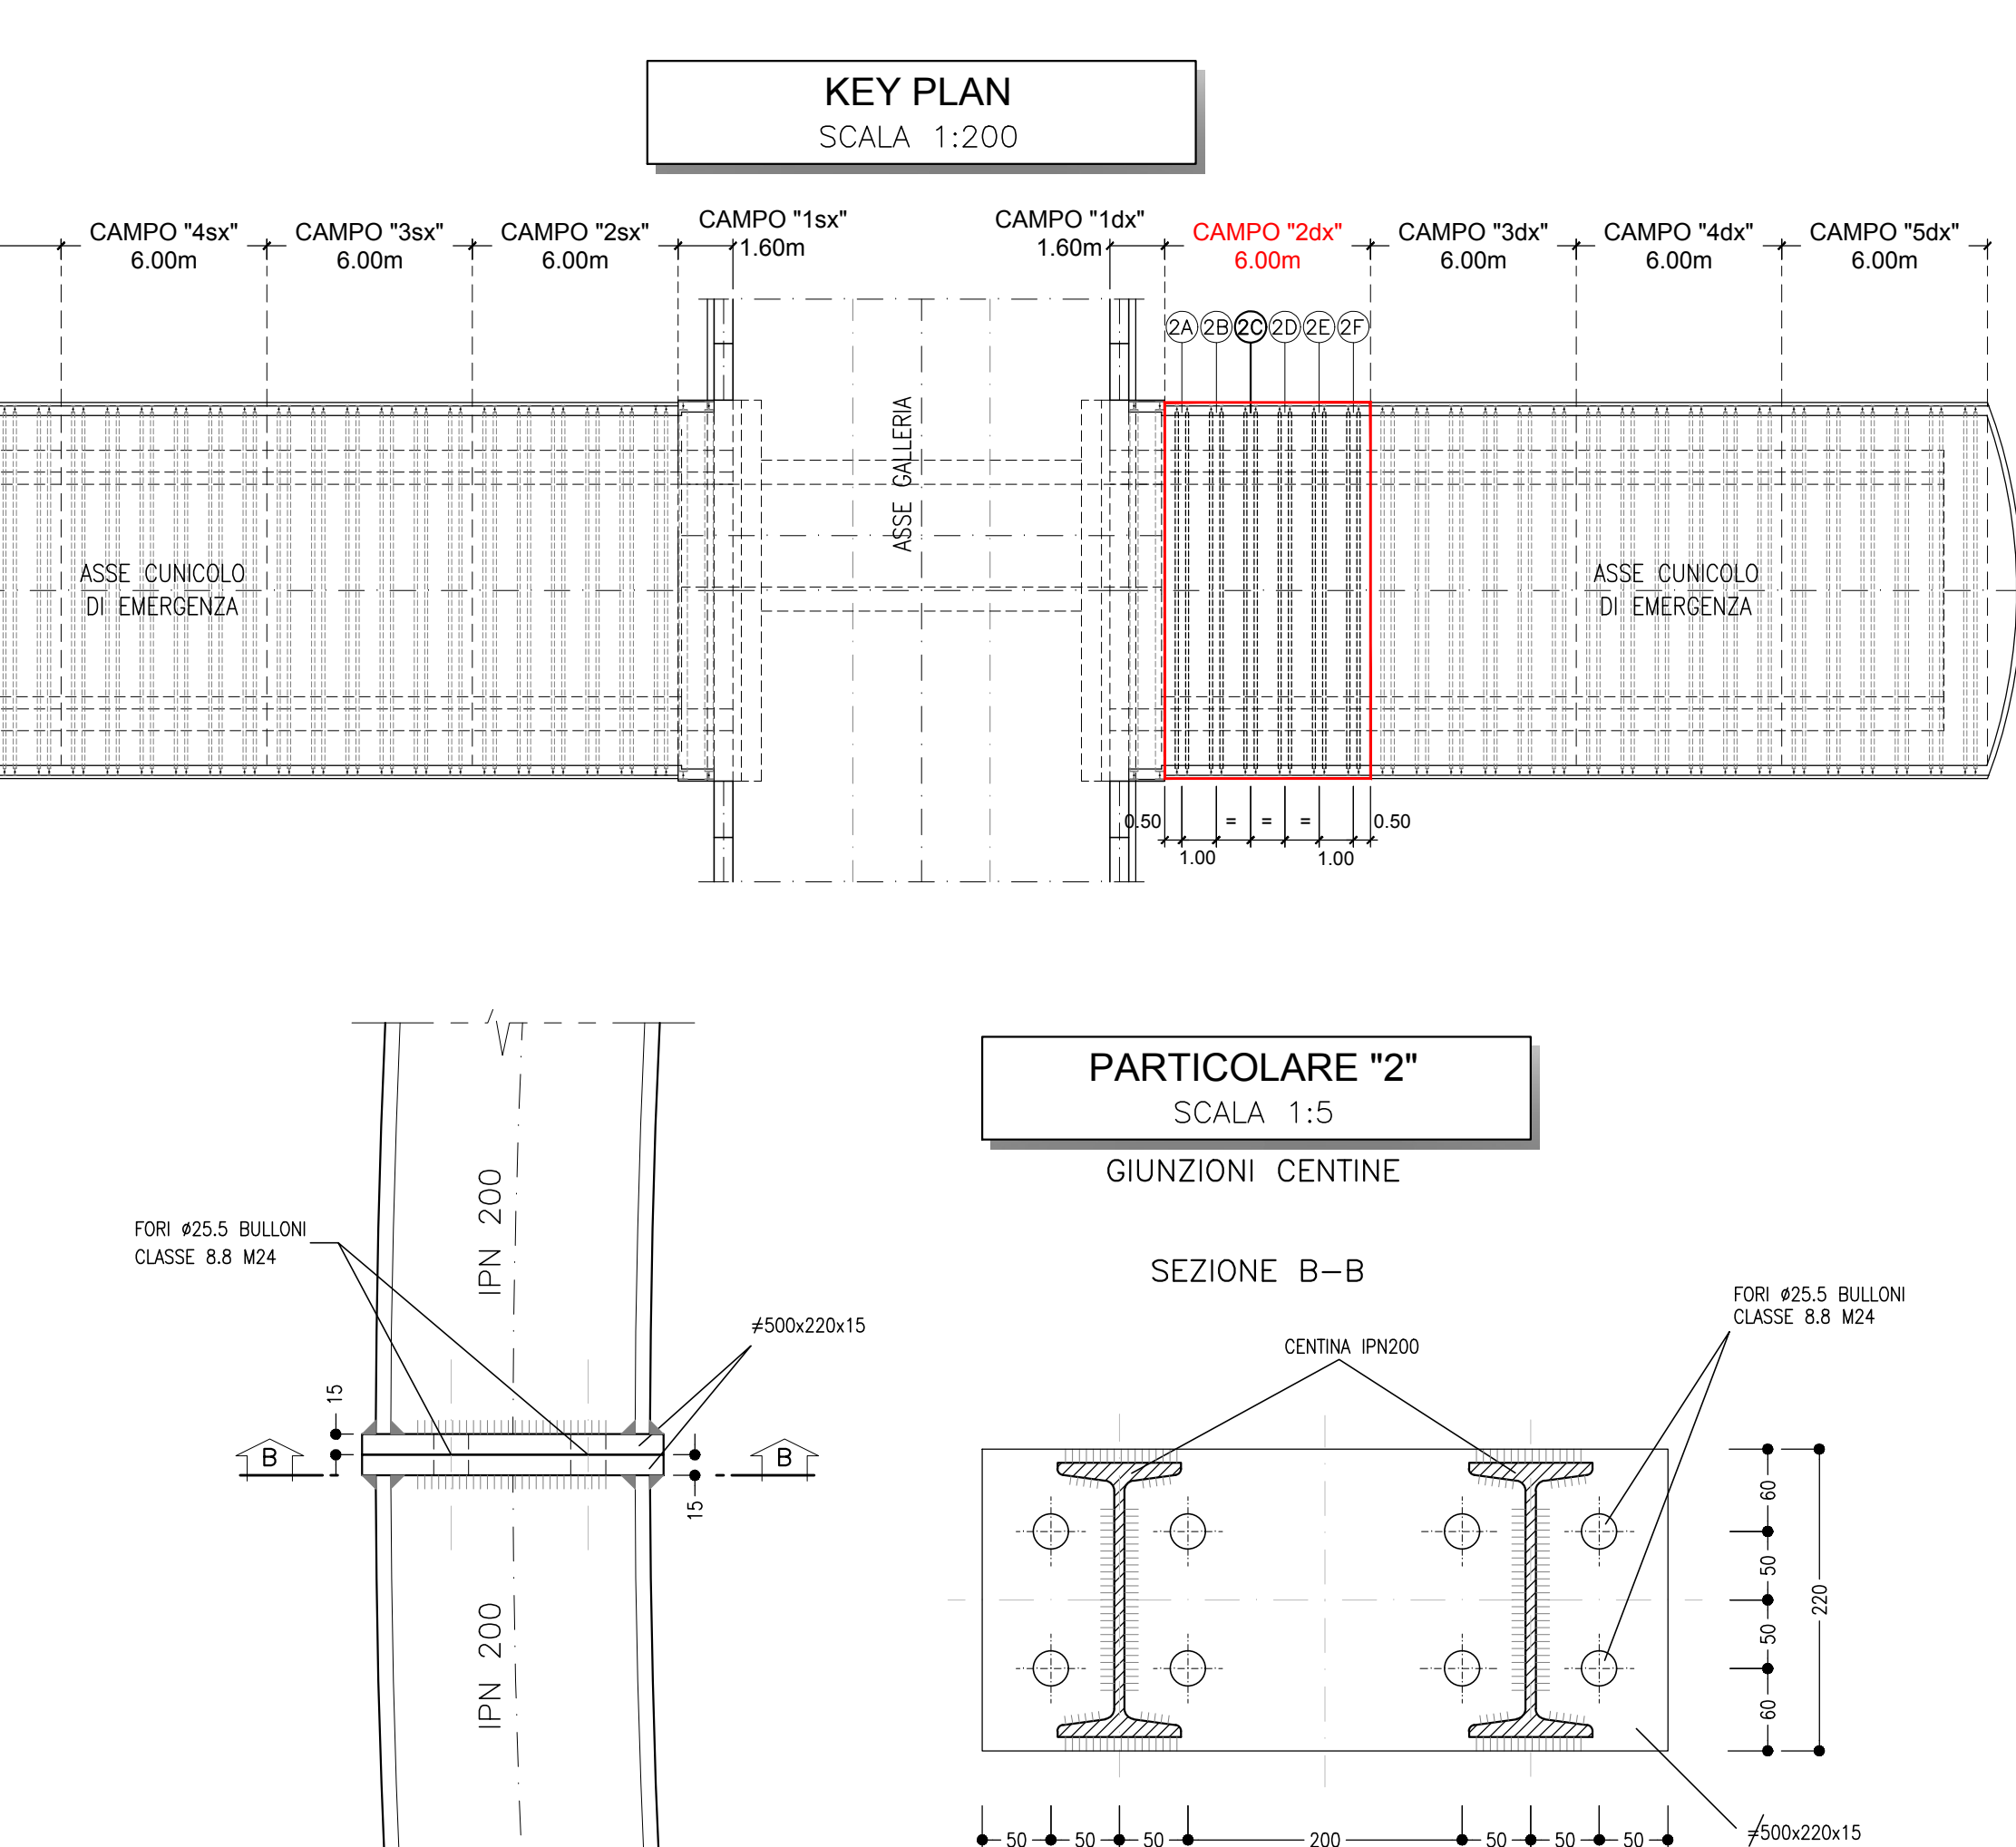 KEY PLAN
SCALA 1:200
CAMPO "4sx"
6.00m
CAMPO "3sx"
6.00m
CAMPO "2sx"
6.00m
CAMPO "1sx"
1.60m
CAMPO "1dx"
1.60m
CAMPO "2dx"
6.00m
CAMPO "3dx"
6.00m
CAMPO "4dx"
6.00m
CAMPO "5dx"
6.00m
2A 2B 2C 2D 2E 2F
ASSE GALLERIA
ASSE CUNICOLO
DI EMERGENZA
ASSE CUNICOLO
DI EMERGENZA
0.50 = = = 0.50
1.00 1.00
PARTICOLARE "2"
SCALA 1:5
GIUNZIONI CENTINE
IPN 200
FORI ø25.5 BULLONI
CLASSE 8.8 M24
≠500x220x15
15
B B
15
IPN 200
SEZIONE B-B
FORI ø25.5 BULLONI
CLASSE 8.8 M24
CENTINA IPN200
60
50
50
60
220
≠500x220x15
50 50 50 200 50 50 50